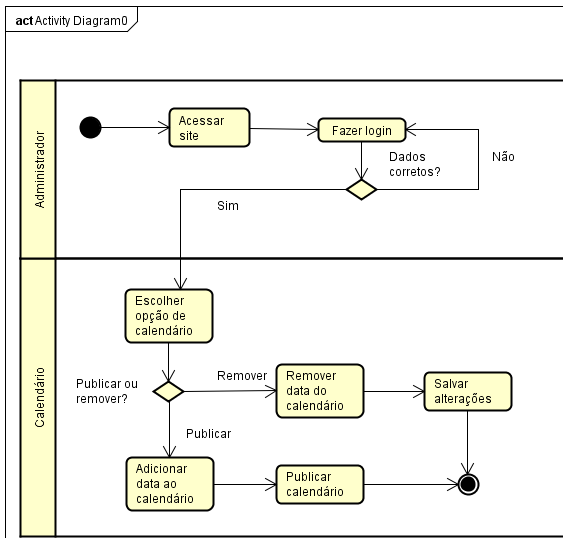 act Activity Diagram0
Administrador
Acessar
site
Fazer login
Dados
corretos?
Não
Sim
Calendário
Escolher
opção de
calendário
Publicar ou
remover?
Remover
Remover
data do
calendário
Salvar
alterações
Publicar
Adicionar
data ao
calendário
Publicar
calendário